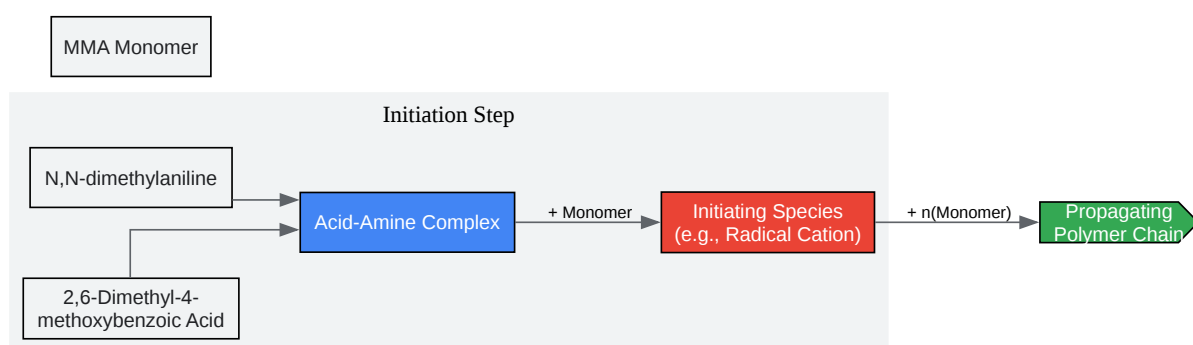 MMA Monomer
Initiation Step
N,N-dimethylaniline
Acid-Amine Complex
+ Monomer
Initiating Species
(e.g., Radical Cation)
+ n(Monomer)
Propagating
Polymer Chain
2,6-Dimethyl-4-
methoxybenzoic Acid